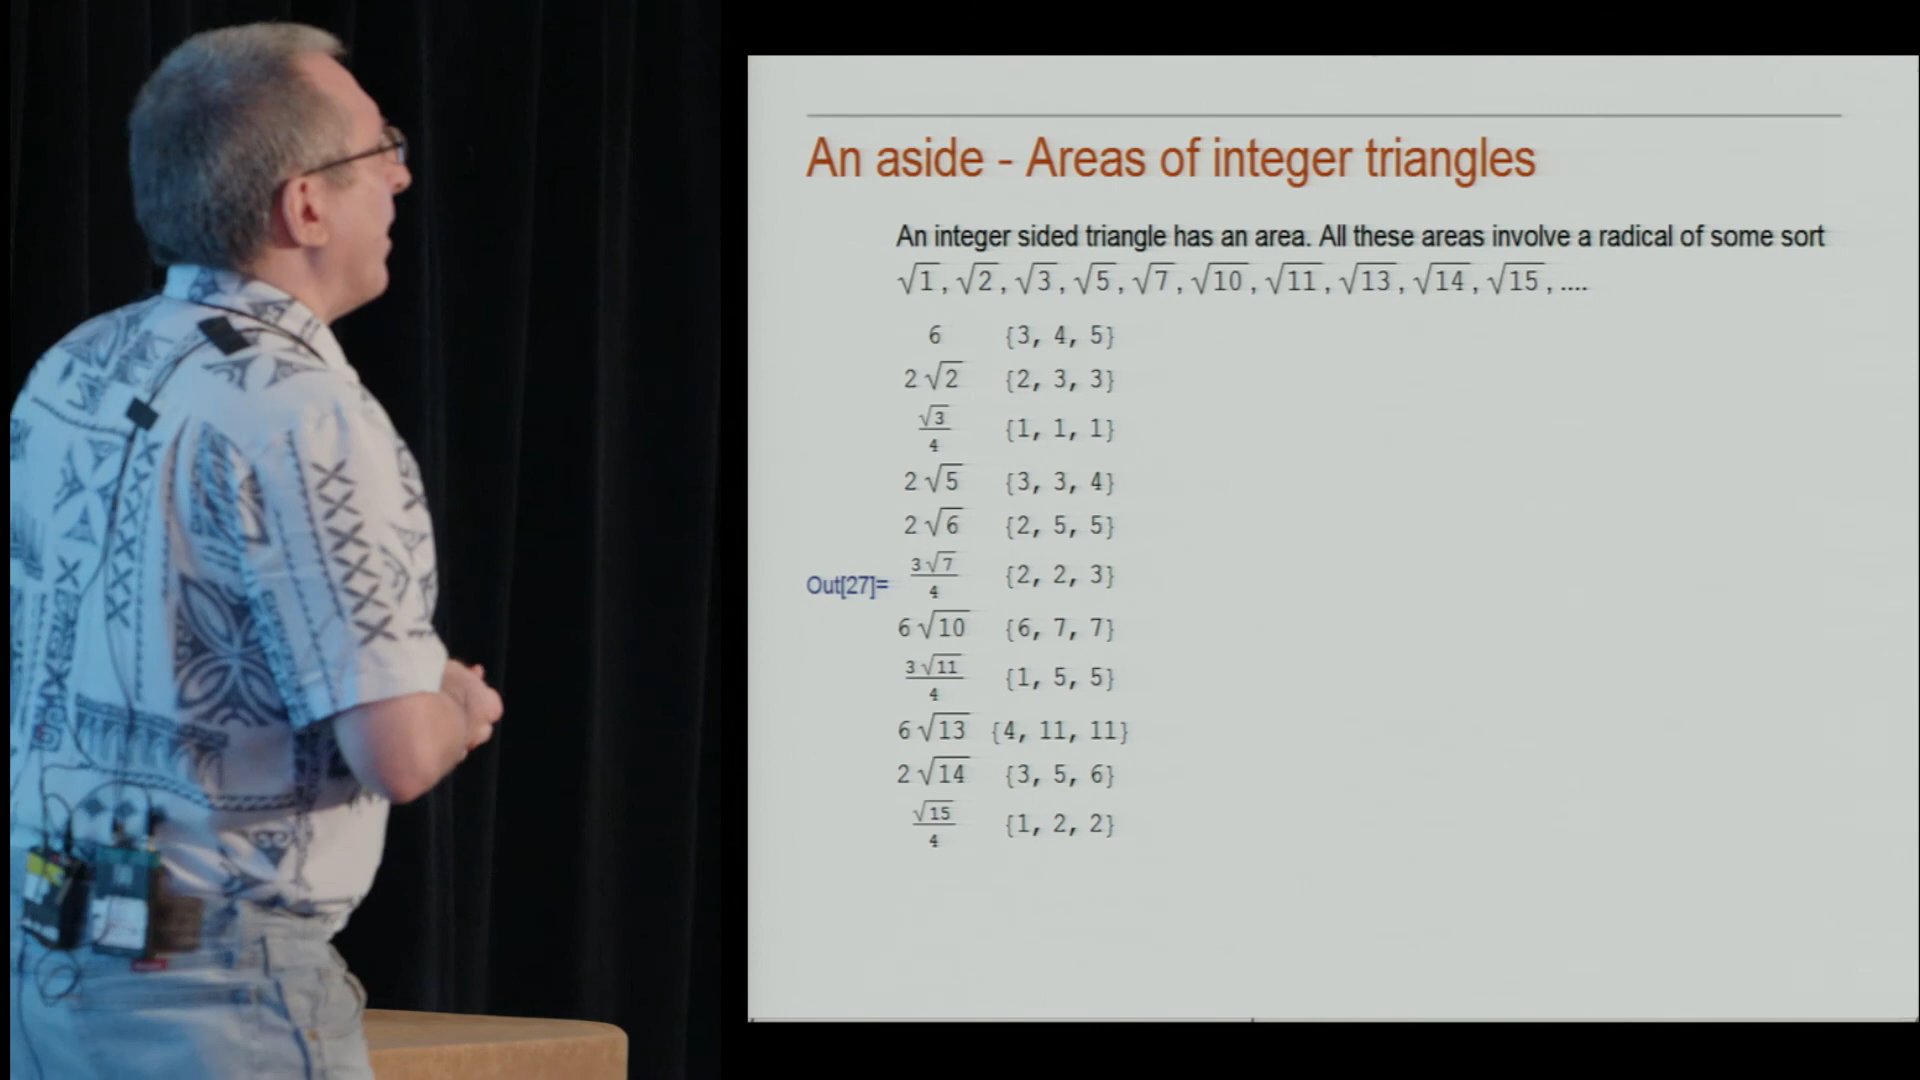 An aside - Areas of integer triangles
An integer sided triangle has an area. All these areas involve a radical of some sort
√1, √2, √3, √5, √7, √10, √11, √13, √14, √15, ....
6 {3, 4, 5}
2√2 {2, 3, 3}
√3/4 {1, 1, 1}
2√5 {3, 3, 4}
2√6 {2, 5, 5}
Out[27]= 3√7/4 {2, 2, 3}
6√10 {6, 7, 7}
3√11/4 {1, 5, 5}
6√13 {4, 11, 11}
2√14 {3, 5, 6}
√15/4 {1, 2, 2}